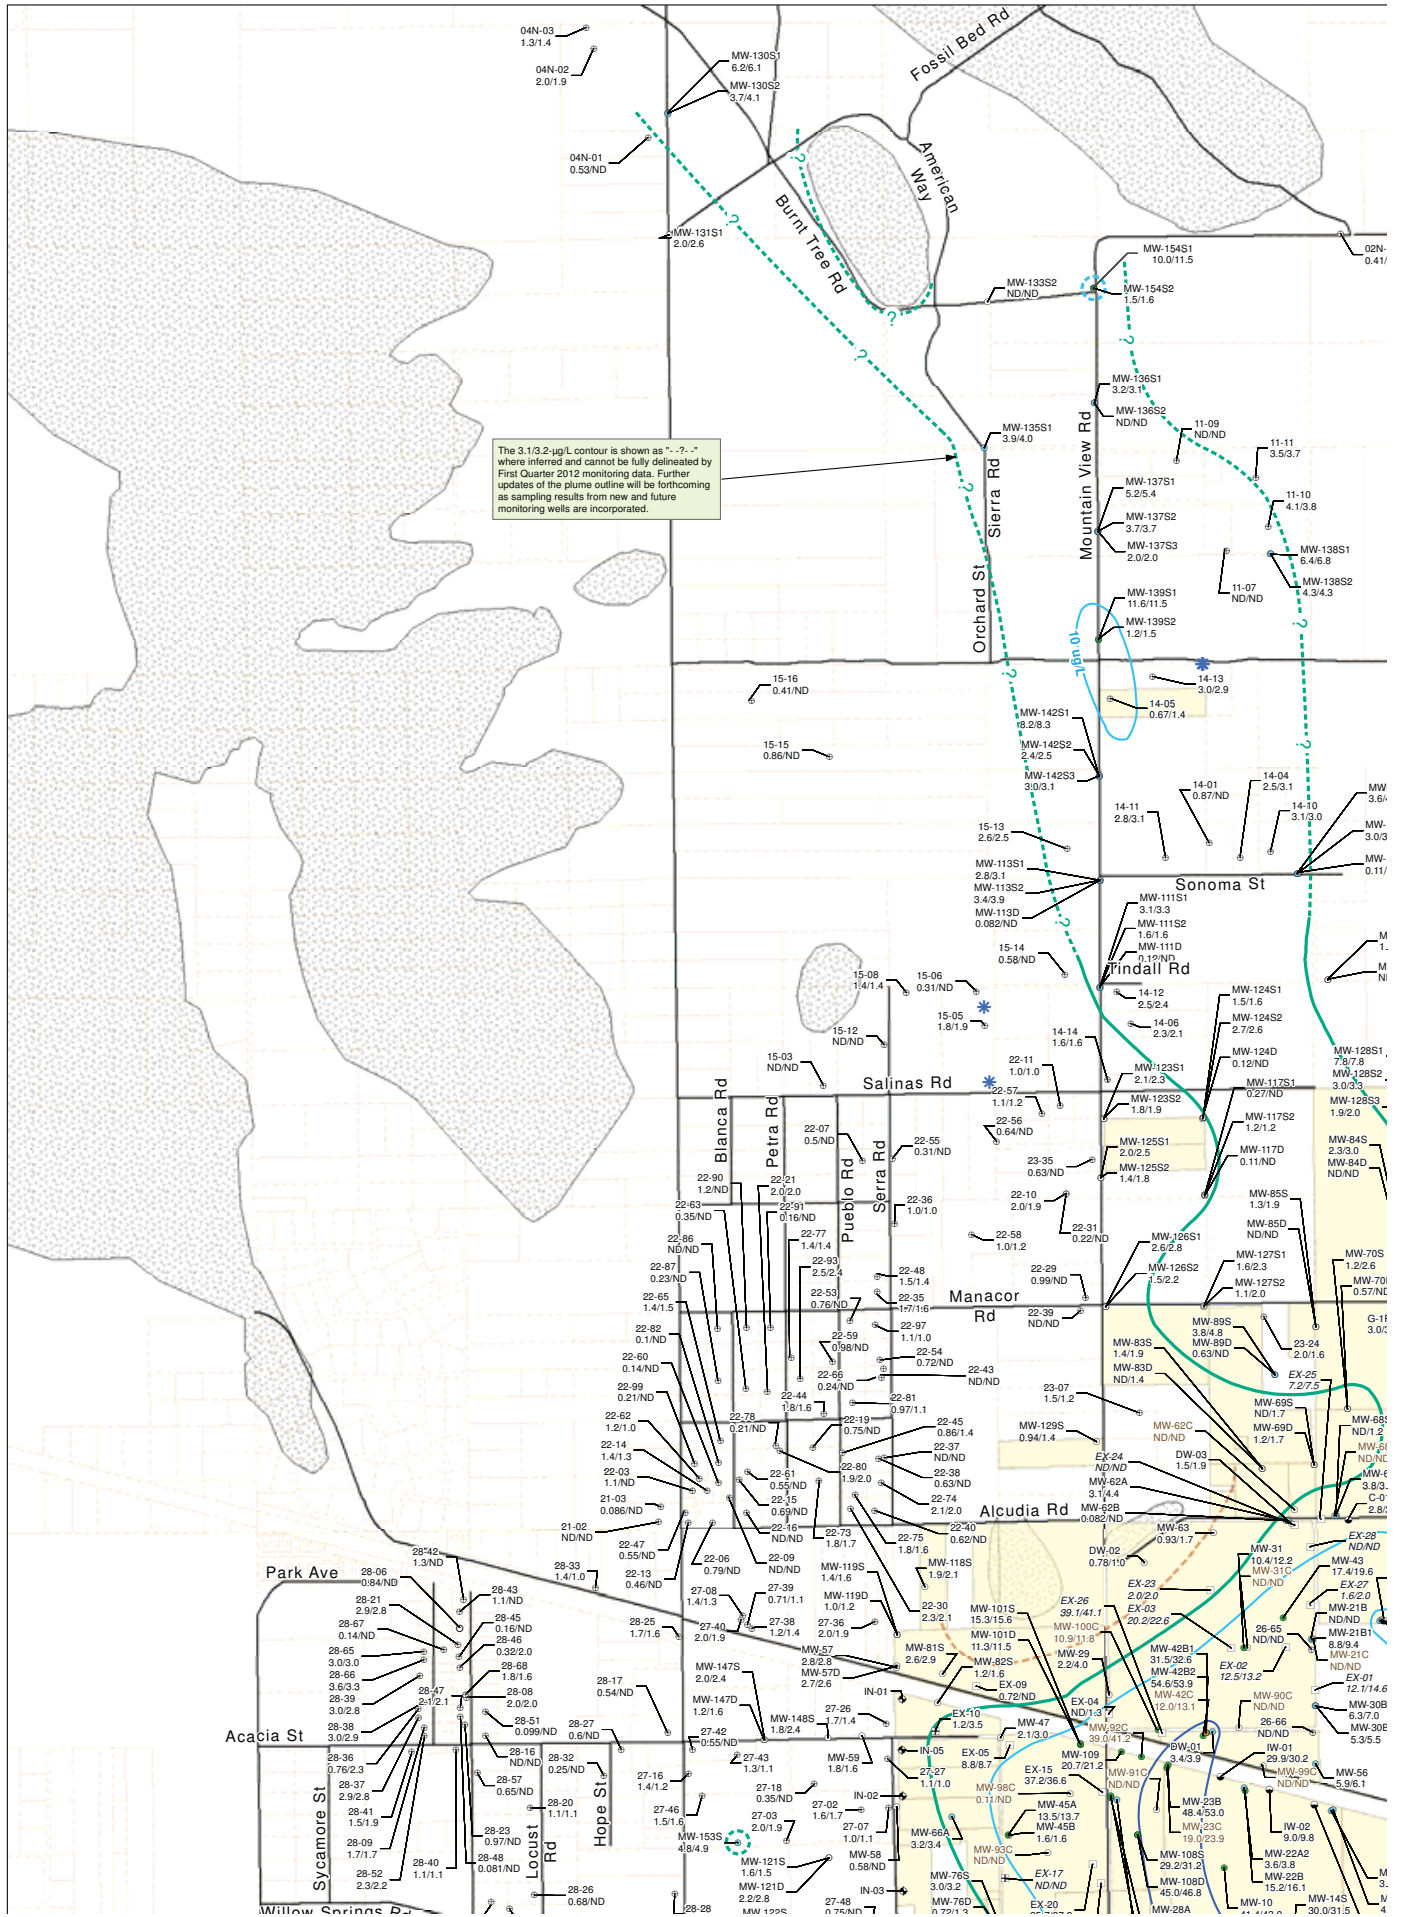 04N-03
1.3/1.4
04N-02
2.0/1.9
MW-130S1
6.2/6.1
MW-130S2
3.7/4.1
Fossil Bed Rd
04N-01
0.53/ND
American
Way
MW-131S1
2.0/2.6
Burnt Tree Rd
MW-133S2
ND/ND
MW-154S1
10.0/11.5
MW-154S2
1.5/1.6
02N-
0.41/
MW-136S1
3.2/3.1
MW-136S2
ND/ND
Mountain View Rd
MW-135S1
3.9/4.0
11-09
ND/ND
11-11
3.5/3.7
The 3.1/3.2-µg/L contour is shown as "- -?- -"
where inferred and cannot be fully delineated by
First Quarter 2012 monitoring data. Further
updates of the plume outline will be forthcoming
as sampling results from new and future
monitoring wells are incorporated.
Sierra Rd
MW-137S1
5.2/5.4
MW-137S2
3.7/3.7
MW-137S3
2.0/2.0
11-10
4.1/3.8
MW-138S1
6.4/6.8
MW-138S2
4.3/4.3
11-07
ND/ND
Orchard St
MW-139S1
11.6/11.5
MW-139S2
1.2/1.5
10 ug/L
15-16
0.41/ND
14-13
3.0/2.9
14-05
0.67/1.4
15-15
0.86/ND
MW-142S1
8.2/8.3
MW-142S2
2.4/2.5
MW-142S3
3.0/3.1
14-01
0.87/ND
14-04
2.5/3.1
14-11
2.8/3.1
14-10
3.1/3.0
MW
3.6/
MW-
3.0/3
MW-
0.11/
15-13
2.6/2.5
MW-113S1
2.8/3.1
MW-113S2
3.4/3.9
MW-113D
0.082/ND
Sonoma St
MW-111S1
3.1/3.3
MW-111S2
1.6/1.6
MW-111D
0.12/ND
Tindall Rd
15-14
0.58/ND
15-08
1.4/1.4
15-06
0.31/ND
15-05
1.8/1.9
14-12
2.5/2.4
14-06
2.3/2.1
MW-124S1
1.5/1.6
MW-124S2
2.7/2.6
MW-124D
0.12/ND
15-12
ND/ND
14-14
1.6/1.6
15-03
ND/ND
22-11
1.0/1.0
MW-123S1
2.1/2.3
MW-123S2
1.8/1.9
MW-128S1
7.8/7.8
MW-128S2
3.0/3.3
MW-128S3
1.9/2.0
Salinas Rd
22-57
1.1/1.2
MW-117S1
0.27/ND
MW-117S2
1.2/1.2
MW-117D
0.11/ND
Blanca Rd
Petra Rd
22-07
0.5/ND
22-56
0.64/ND
22-55
0.31/ND
23-35
0.63/ND
MW-125S1
2.0/2.5
MW-125S2
1.4/1.8
MW-84S
2.3/3.0
MW-84D
ND/ND
Pueblo Rd
Serra Rd
22-90
1.2/ND
22-21
2.0/2.0
22-91
0.16/ND
22-63
0.35/ND
22-36
1.0/1.0
22-10
2.0/1.9
22-31
0.22/ND
MW-85S
1.3/1.9
MW-85D
ND/ND
22-86
ND/ND
22-77
1.4/1.4
22-58
1.0/1.2
MW-126S1
2.6/2.8
MW-126S2
1.5/2.2
MW-127S1
1.6/2.3
MW-127S2
1.1/2.0
MW-70S
1.2/2.6
0.57/ND
22-87
0.23/ND
22-93
2.5/2.4
22-48
1.5/1.4
22-29
0.99/ND
22-65
1.4/1.5
22-53
0.76/ND
22-35
1.7/1.6
Manacor
Rd
22-39
ND/ND
22-82
0.1/ND
22-97
1.1/1.0
MW-89S
3.8/4.8
MW-89D
0.63/ND
23-24
2.0/1.6
22-59
0.98/ND
MW-83S
1.4/1.9
MW-83D
ND/1.4
22-60
0.14/ND
22-54
0.72/ND
22-66
0.24/ND
22-43
ND/ND
EX-25
7.2/7.5
22-99
0.21/ND
22-44
1.8/1.6
22-81
0.97/1.1
23-07
1.5/1.2
22-62
1.2/1.0
22-78
0.21/ND
22-19
0.75/ND
22-45
0.86/1.4
MW-129S
0.94/1.4
MW-62C
ND/ND
MW-69S
ND/1.7
MW-69D
1.2/1.7
22-14
1.4/1.3
22-37
ND/ND
22-03
1.1/ND
22-61
0.55/ND
22-80
1.9/2.0
22-38
0.63/ND
EX-24
ND/ND
DW-03
1.5/1.9
21-03
0.086/ND
22-15
0.69/ND
22-74
2.1/2.0
MW-62A
3.1/4.4
MW-62B
0.082/ND
21-02
ND/ND
22-16
ND/ND
Alcudia Rd
22-47
0.55/ND
22-73
1.8/1.7
22-75
1.8/1.6
22-40
0.62/ND
MW-63
0.93/1.7
28-42
1.3/ND
22-13
0.46/ND
22-06
0.79/ND
22-09
ND/ND
DW-02
0.78/1.0
EX-28
ND/ND
Park Ave
28-06
0.84/ND
28-33
1.4/1.0
MW-119S
1.4/1.6
MW-119D
1.0/1.2
MW-118S
1.9/2.1
MW-31
10.4/12.2
MW-31C
ND/ND
MW-43
17.4/19.6
28-21
2.9/2.8
28-43
1.1/ND
27-08
1.4/1.3
27-39
0.71/1.1
22-30
2.3/2.1
EX-23
2.0/2.0
EX-27
1.6/2.0
28-67
0.14/ND
28-45
0.16/ND
28-25
1.7/1.6
27-40
2.0/1.9
27-38
1.2/1.4
27-36
2.0/1.9
MW-101S
15.3/15.6
MW-101D
11.3/11.5
EX-26
39.1/41.1
EX-03
20.2/22.6
MW-100C
10.9/11.8
MW-21B
ND/ND
MW-21B1
8.8/9.4
MW-21C
ND/ND
26-65
ND/ND
28-65
3.0/3.0
28-46
0.32/2.0
MW-57
2.8/2.8
MW-57D
2.7/2.6
MW-81S
2.6/2.9
MW-82S
1.2/1.6
MW-29
2.2/4.0
MW-42B1
31.5/32.6
MW-42B2
54.6/53.9
MW-42C
12.0/13.1
EX-02
12.5/13.2
EX-01
12.1/14.6
28-66
3.6/3.3
28-68
1.8/1.6
MW-147S
2.0/2.4
MW-147D
1.2/1.6
28-17
0.54/ND
IN-01
EX-09
0.72/ND
EX-04
ND/1.3
MW-90C
ND/ND
MW-30B
6.3/7.0
28-39
3.0/2.8
28-47
2.1/2.1
28-08
2.0/2.0
28-51
0.099/ND
27-26
1.7/1.4
EX-10
1.2/3.5
MW-148S
1.8/2.4
Acacia St
28-38
3.0/2.9
28-27
0.6/ND
27-42
0.55/ND
MW-47
2.1/3.0
MW-92C
39.0/41.2
26-66
ND/ND
5.3/5.5
28-36
0.76/2.3
28-16
ND/ND
28-32
0.25/ND
27-43
1.3/1.1
MW-59
1.8/1.6
IN-05
EX-05
8.8/8.7
MW-109
20.7/21.2
DW-01
3.4/3.9
IW-01
29.9/30.2
MW-99C
ND/ND
MW-56
5.9/6.1
28-37
2.9/2.8
28-57
0.65/ND
27-16
1.4/1.2
27-27
1.1/1.0
EX-15
37.2/36.6
MW-91C
ND/ND
Hope St
27-18
0.35/ND
IN-02
MW-98C
0.11/ND
28-41
1.5/1.9
28-20
1.1/1.1
27-46
1.5/1.6
27-03
2.0/1.9
27-02
1.6/1.7
27-07
1.0/1.1
MW-45A
13.5/13.7
MW-45B
1.6/1.6
MW-23B
48.4/53.0
MW-23C
19.0/23.9
IW-02
9.0/9.8
Sycamore St
28-09
1.7/1.7
28-23
0.97/ND
Locust
Rd
MW-153S
4.8/4.9
MW-66A
3.2/3.4
MW-93C
ND/ND
28-52
2.3/2.2
28-40
1.1/1.1
28-48
0.081/ND
MW-121S
1.6/1.5
MW-121D
2.2/2.8
MW-58
0.58/ND
MW-76S
3.0/3.2
EX-17
ND/ND
MW-108S
29.2/31.2
MW-108D
45.0/46.8
MW-22A2
3.6/3.8
MW-22B
15.2/16.1
28-26
0.68/ND
28-28
MW-122S
27-48
0.75/ND
IN-03
MW-76D
0.72/1.3
EX-20
MW-28A
MW-10
MW-14S
30.0/31.5
Willow Springs Rd